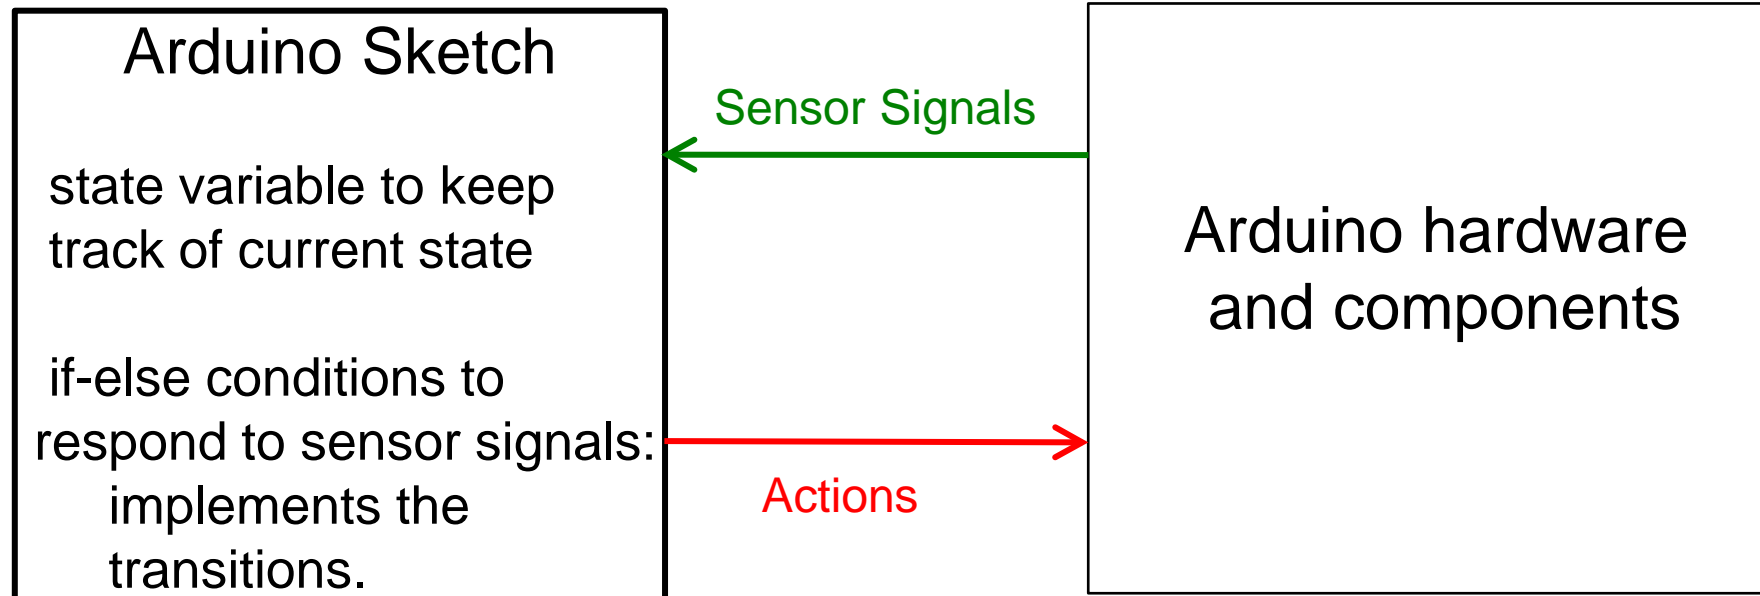 Arduino Sketch
state variable to keep
track of current state
if-else conditions to
respond to sensor signals:
implements the
transitions.
Sensor Signals
Actions
Arduino hardware
and components